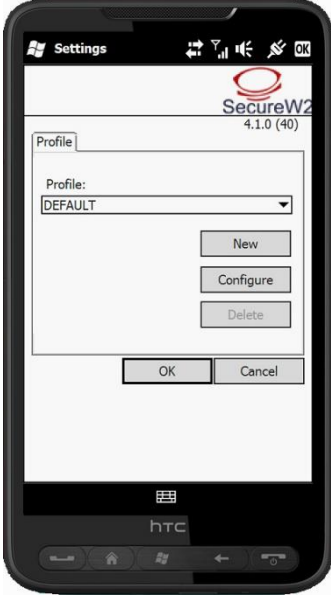 Settings
OK
SecureW2
4.1.0 (40)
Profile
Profile:
DEFAULT
New
Configure
Delete
OK
Cancel
hTC